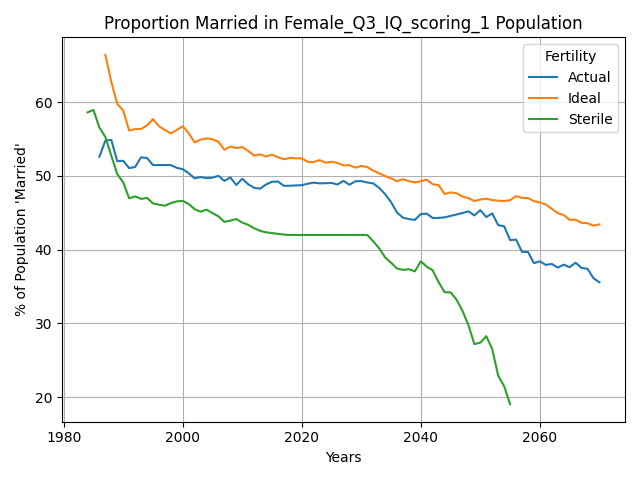 Proportion Married in Female_Q3_IQ_scoring_1 Population
% of Population 'Married'
60
50
40
30
20
Fertility
Actual
Ideal
Sterile
1980
2000
2020
2040
2060
Years